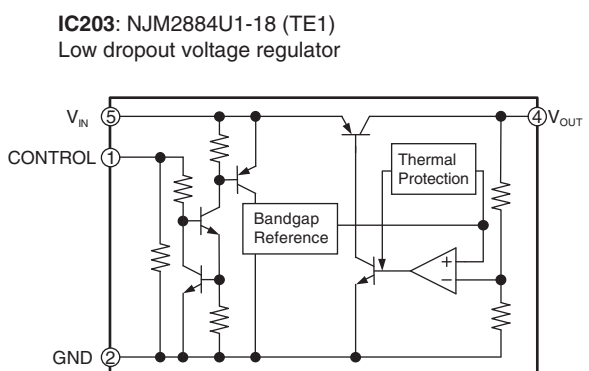 IC203: NJM2884U1-18 (TE1)
Low dropout voltage regulator
VIN 5
4 VOUT
CONTROL 1
Thermal
Protection
Bandgap
Reference
+
−
GND 2